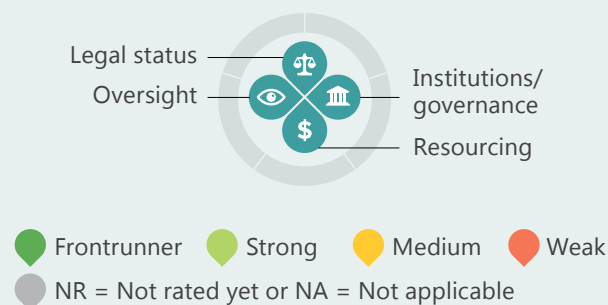 Legal status
Oversight
Institutions/
governance
Resourcing
$
Frontrunner
Strong
Medium
Weak
NR = Not rated yet or NA = Not applicable